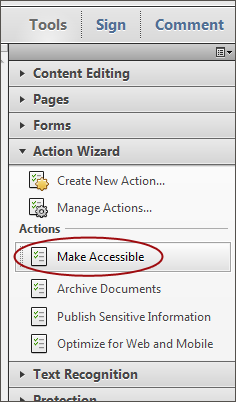 Tools Sign Comment
Content Editing
Pages
Forms
Action Wizard
Create New Action...
Manage Actions...
Actions
Make Accessible
Archive Documents
Publish Sensitive Information
Optimize for Web and Mobile
Text Recognition
Protection